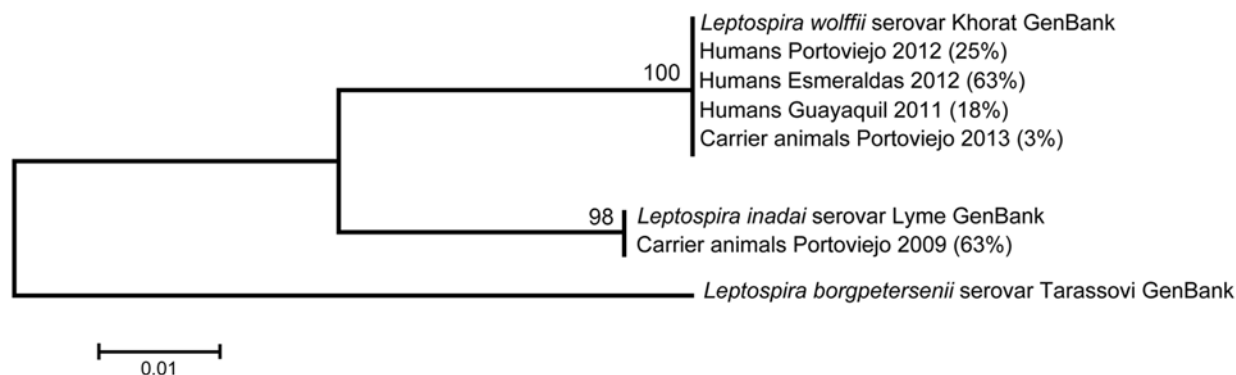 Leptospira wolffii serovar Khorat GenBank
Humans Portoviejo 2012 (25%)
100
Humans Esmeraldas 2012 (63%)
Humans Guayaquil 2011 (18%)
Carrier animals Portoviejo 2013 (3%)
98
Leptospira inadai serovar Lyme GenBank
Carrier animals Portoviejo 2009 (63%)
Leptospira borgpetersenii serovar Tarassovi GenBank
0.01